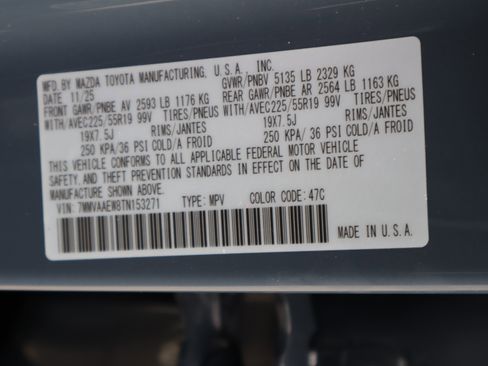 MFD.BY MAZDA TOYOTA MANUFACTURING, U.S.A., INC.
DATE 11/25 GVWR/PNBV 5135 LB 2329 KG
FRONT GAWR/PNBE AV 2593 LB 1176 KG REAR GAWR/PNBE AR 2564 LB 1163 KG
WITH/AVEC225/55R19 99V TIRES/PNEUS WITH/AVEC225/55R19 99V TIRES/PNEUS
19X7.5J RIMS/JANTES 19X7.5J RIMS/JANTES
250 KPA/36 PSI COLD/A FROID 250 KPA/ 36 PSI COLD/A FROID
THIS VEHICLE CONFORMS TO ALL APPLICABLE FEDERAL MOTOR VEHICLE
SAFETY,AND THEFT PREVENTION STANDARDS IN EFFECT ON THE DATE OF
MANUFACTURE SHOWN ABOVE.
VIN: 7MMVAAEW8TN153271 TYPE: MPV COLOR CODE: 47C
MADE IN U.S.A.